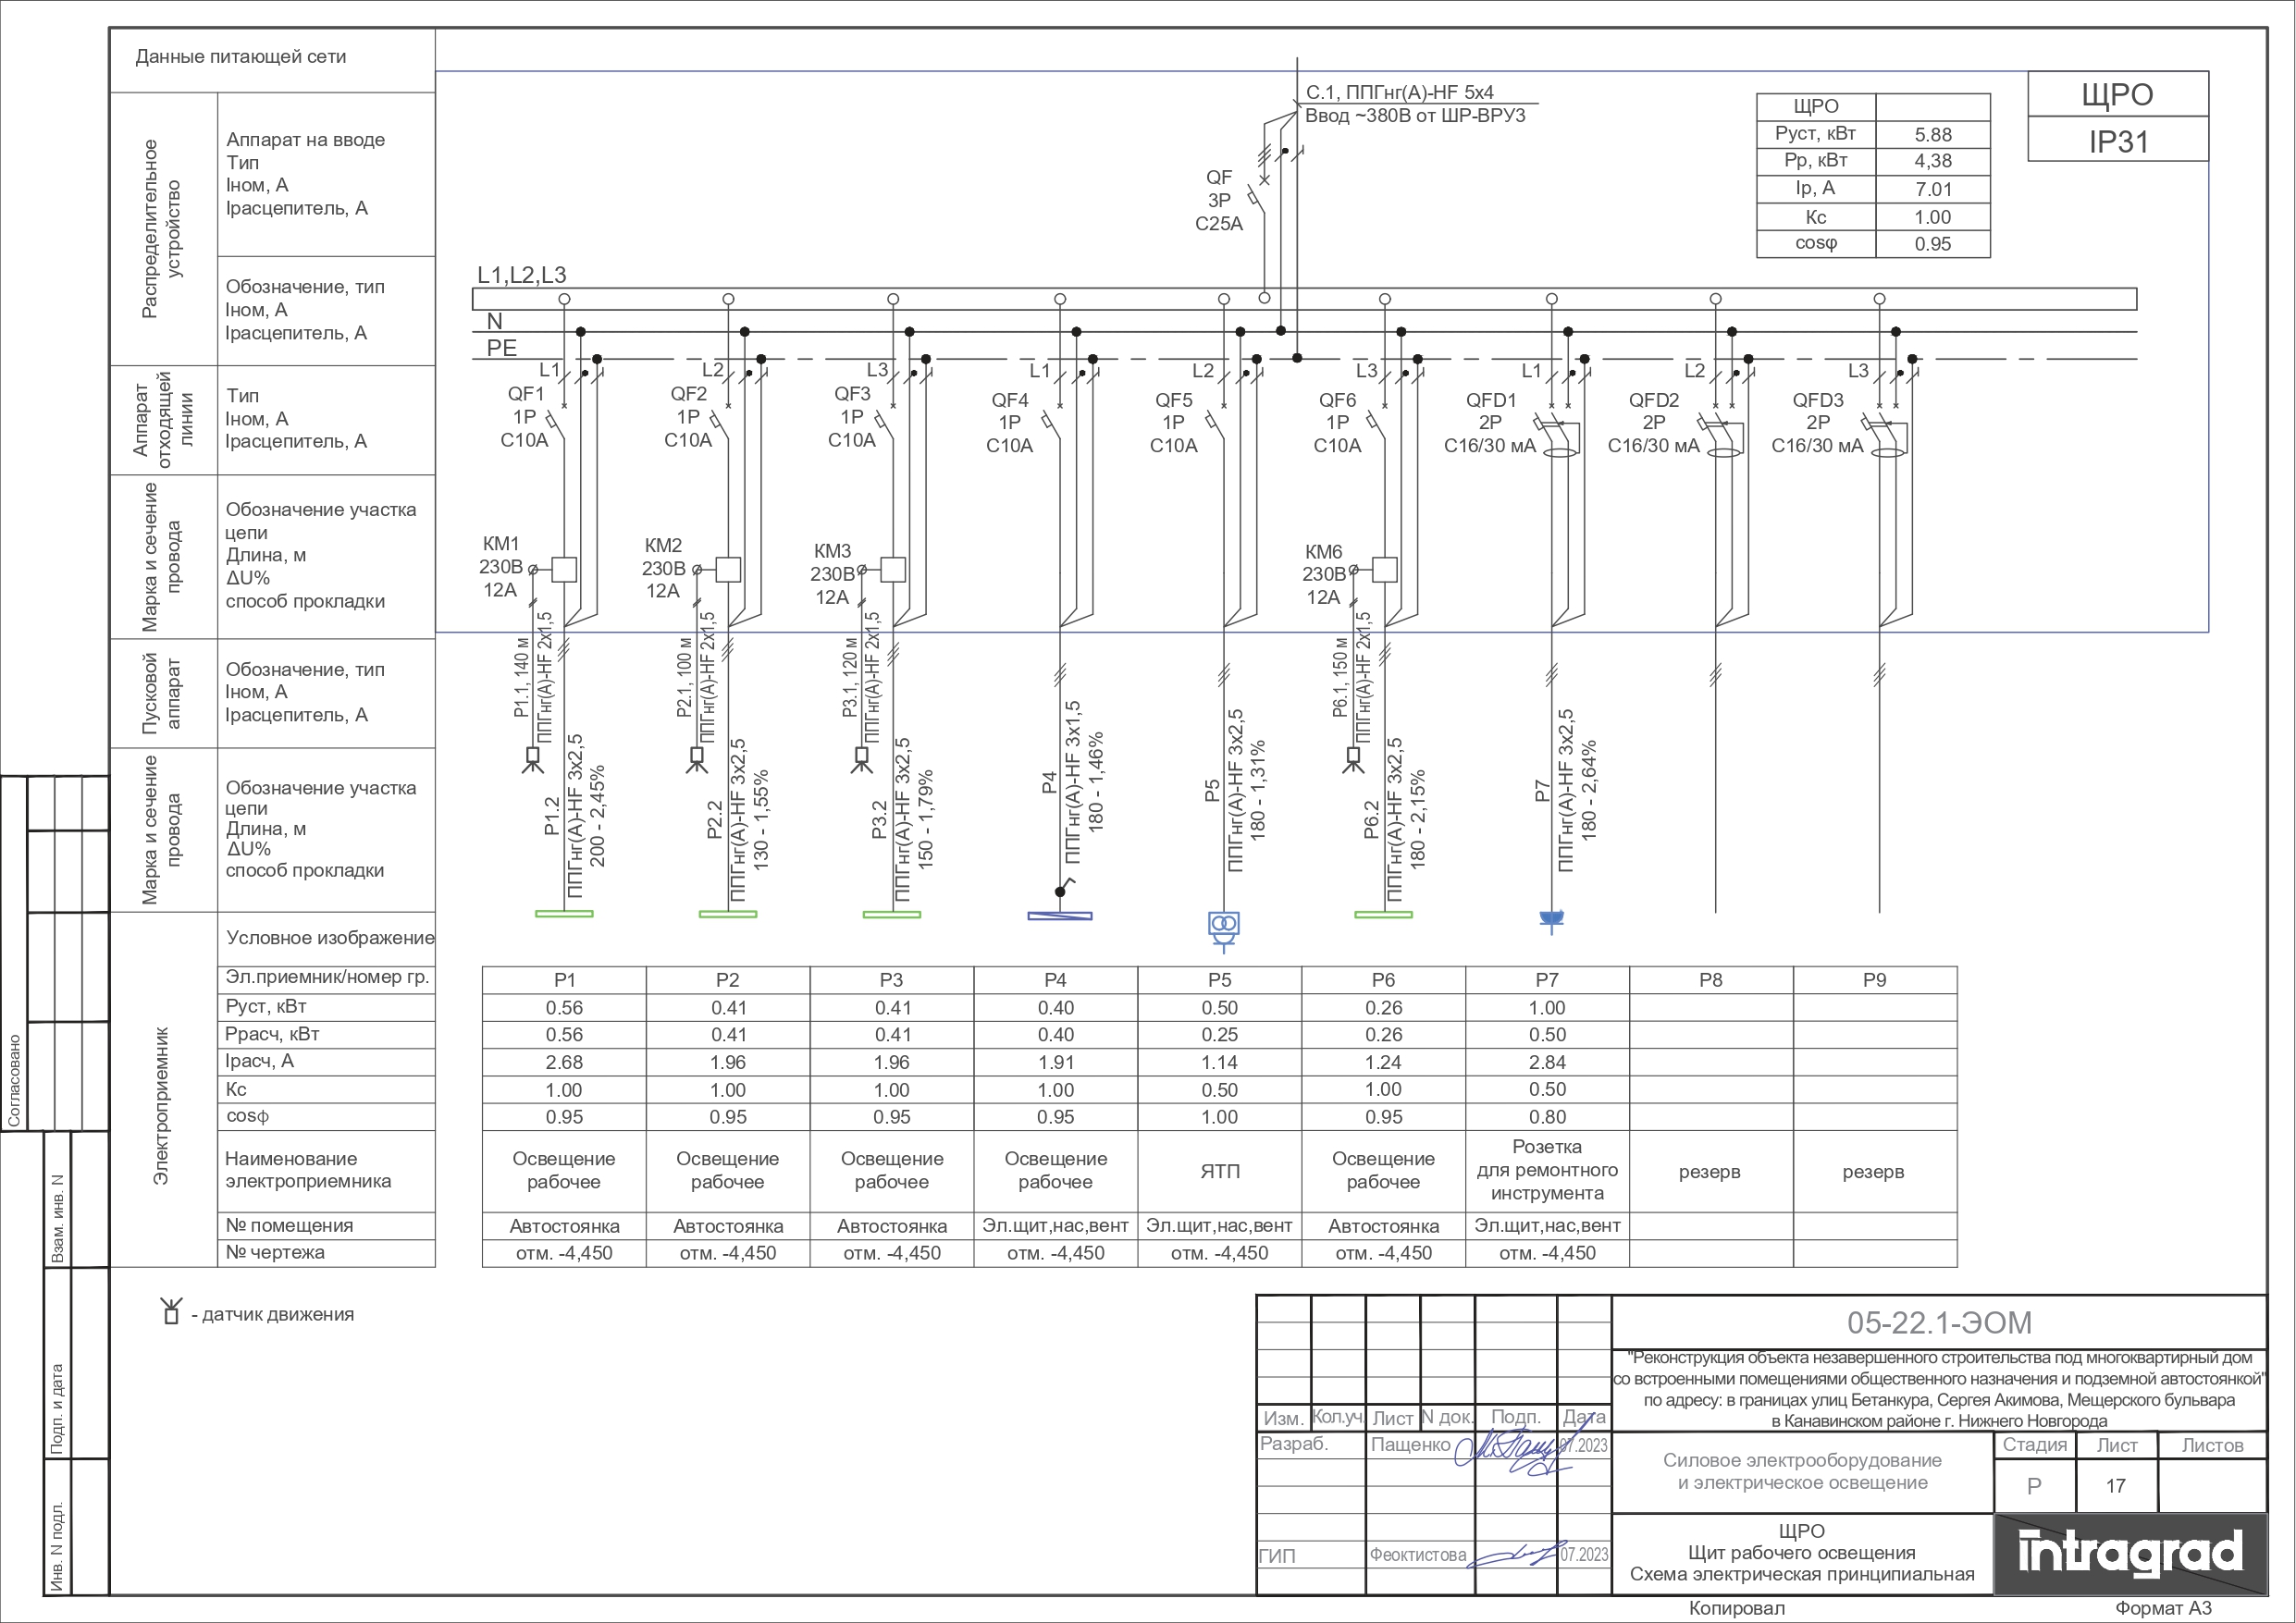 Данные питающей сети
Распределительное
устройство
Аппарат на вводе
Тип
Iном, А
Iрасцепитель, А
Обозначение, тип
Iном, А
Iрасцепитель, А
Аппарат
отходящей
линии
Тип
Iном, А
Iрасцепитель, А
Марка и сечение
провода
Обозначение участка
цепи
Длина, м
ΔU%
способ прокладки
Пусковой
аппарат
Обозначение, тип
Iном, А
Iрасцепитель, А
Марка и сечение
провода
Обозначение участка
цепи
Длина, м
ΔU%
способ прокладки
Электроприемник
Условное изображение
Эл.приемник/номер гр.
Руст, кВт
Ррасч, кВт
Iрасч, А
Кс
cosϕ
Наименование
электроприемника
№ помещения
№ чертежа
С.1, ППГнг(А)-HF 5х4
Ввод ~380В от ШР-ВРУ3
QF
3P
C25A
ЩРО
Руст, кВт 5.88
Рр, кВт 4,38
Iр, А 7.01
Кс 1.00
cosφ 0.95
ЩРО
IP31
L1,L2,L3
N
PE
L1 L2 L3 L1 L2 L3 L1 L2 L3
QF1 QF2 QF3 QF4 QF5 QF6 QFD1 QFD2 QFD3
1P 1P 1P 1P 1P 1P 2P 2P 2P
C10A C10A C10A C10A C10A C10A C16/30 мА C16/30 мА C16/30 мА
КМ1 КМ2 КМ3 КМ6
230В 230В 230В 230В
12А 12А 12А 12А
Р1.1, 140 м
ППГнг(А)-HF 2х1,5
Р1.2
ППГнг(А)-HF 3х2,5
200 - 2,45%
Р2.1, 100 м
ППГнг(А)-HF 2х1,5
Р2.2
ППГнг(А)-HF 3х2,5
130 - 1,55%
Р3.1, 120 м
ППГнг(А)-HF 2х1,5
Р3.2
ППГнг(А)-HF 3х2,5
150 - 1,79%
Р4
ППГнг(А)-HF 3х1,5
180 - 1,46%
Р5
ППГнг(А)-HF 3х2,5
180 - 1,31%
Р6.1, 150 м
ППГнг(А)-HF 2х1,5
Р6.2
ППГнг(А)-HF 3х2,5
180 - 2,15%
Р7
ППГнг(А)-HF 3х2,5
180 - 2,64%
Р1 Р2 Р3 Р4 Р5 Р6 Р7 Р8 Р9
0.56 0.41 0.41 0.40 0.50 0.26 1.00
0.56 0.41 0.41 0.40 0.25 0.26 0.50
2.68 1.96 1.96 1.91 1.14 1.24 2.84
1.00 1.00 1.00 1.00 0.50 1.00 0.50
0.95 0.95 0.95 0.95 1.00 0.95 0.80
Освещение
рабочее
Освещение
рабочее
Освещение
рабочее
Освещение
рабочее
ЯТП
Освещение
рабочее
Розетка
для ремонтного
инструмента
резерв
резерв
Автостоянка Автостоянка Автостоянка Эл.щит,нас,вент Эл.щит,нас,вент Автостоянка Эл.щит,нас,вент
отм. -4,450 отм. -4,450 отм. -4,450 отм. -4,450 отм. -4,450 отм. -4,450 отм. -4,450
- датчик движения
Согласовано
Взам. инв. N
Подп. и дата
Инв. N подл.
05-22.1-ЭОМ
"Реконструкция объекта незавершенного строительства под многоквартирный дом
со встроенными помещениями общественного назначения и подземной автостоянкой"
по адресу: в границах улиц Бетанкура, Сергея Акимова, Мещерского бульвара
в Канавинском районе г. Нижнего Новгорода
Изм. Кол.уч. Лист N док. Подп. Дата
Разраб. Пащенко 07.2023
ГИП Феоктистова 07.2023
Силовое электрооборудование
и электрическое освещение
Стадия Лист Листов
Р 17
ЩРО
Щит рабочего освещения
Схема электрическая принципиальная
intragrad
Копировал Формат А3